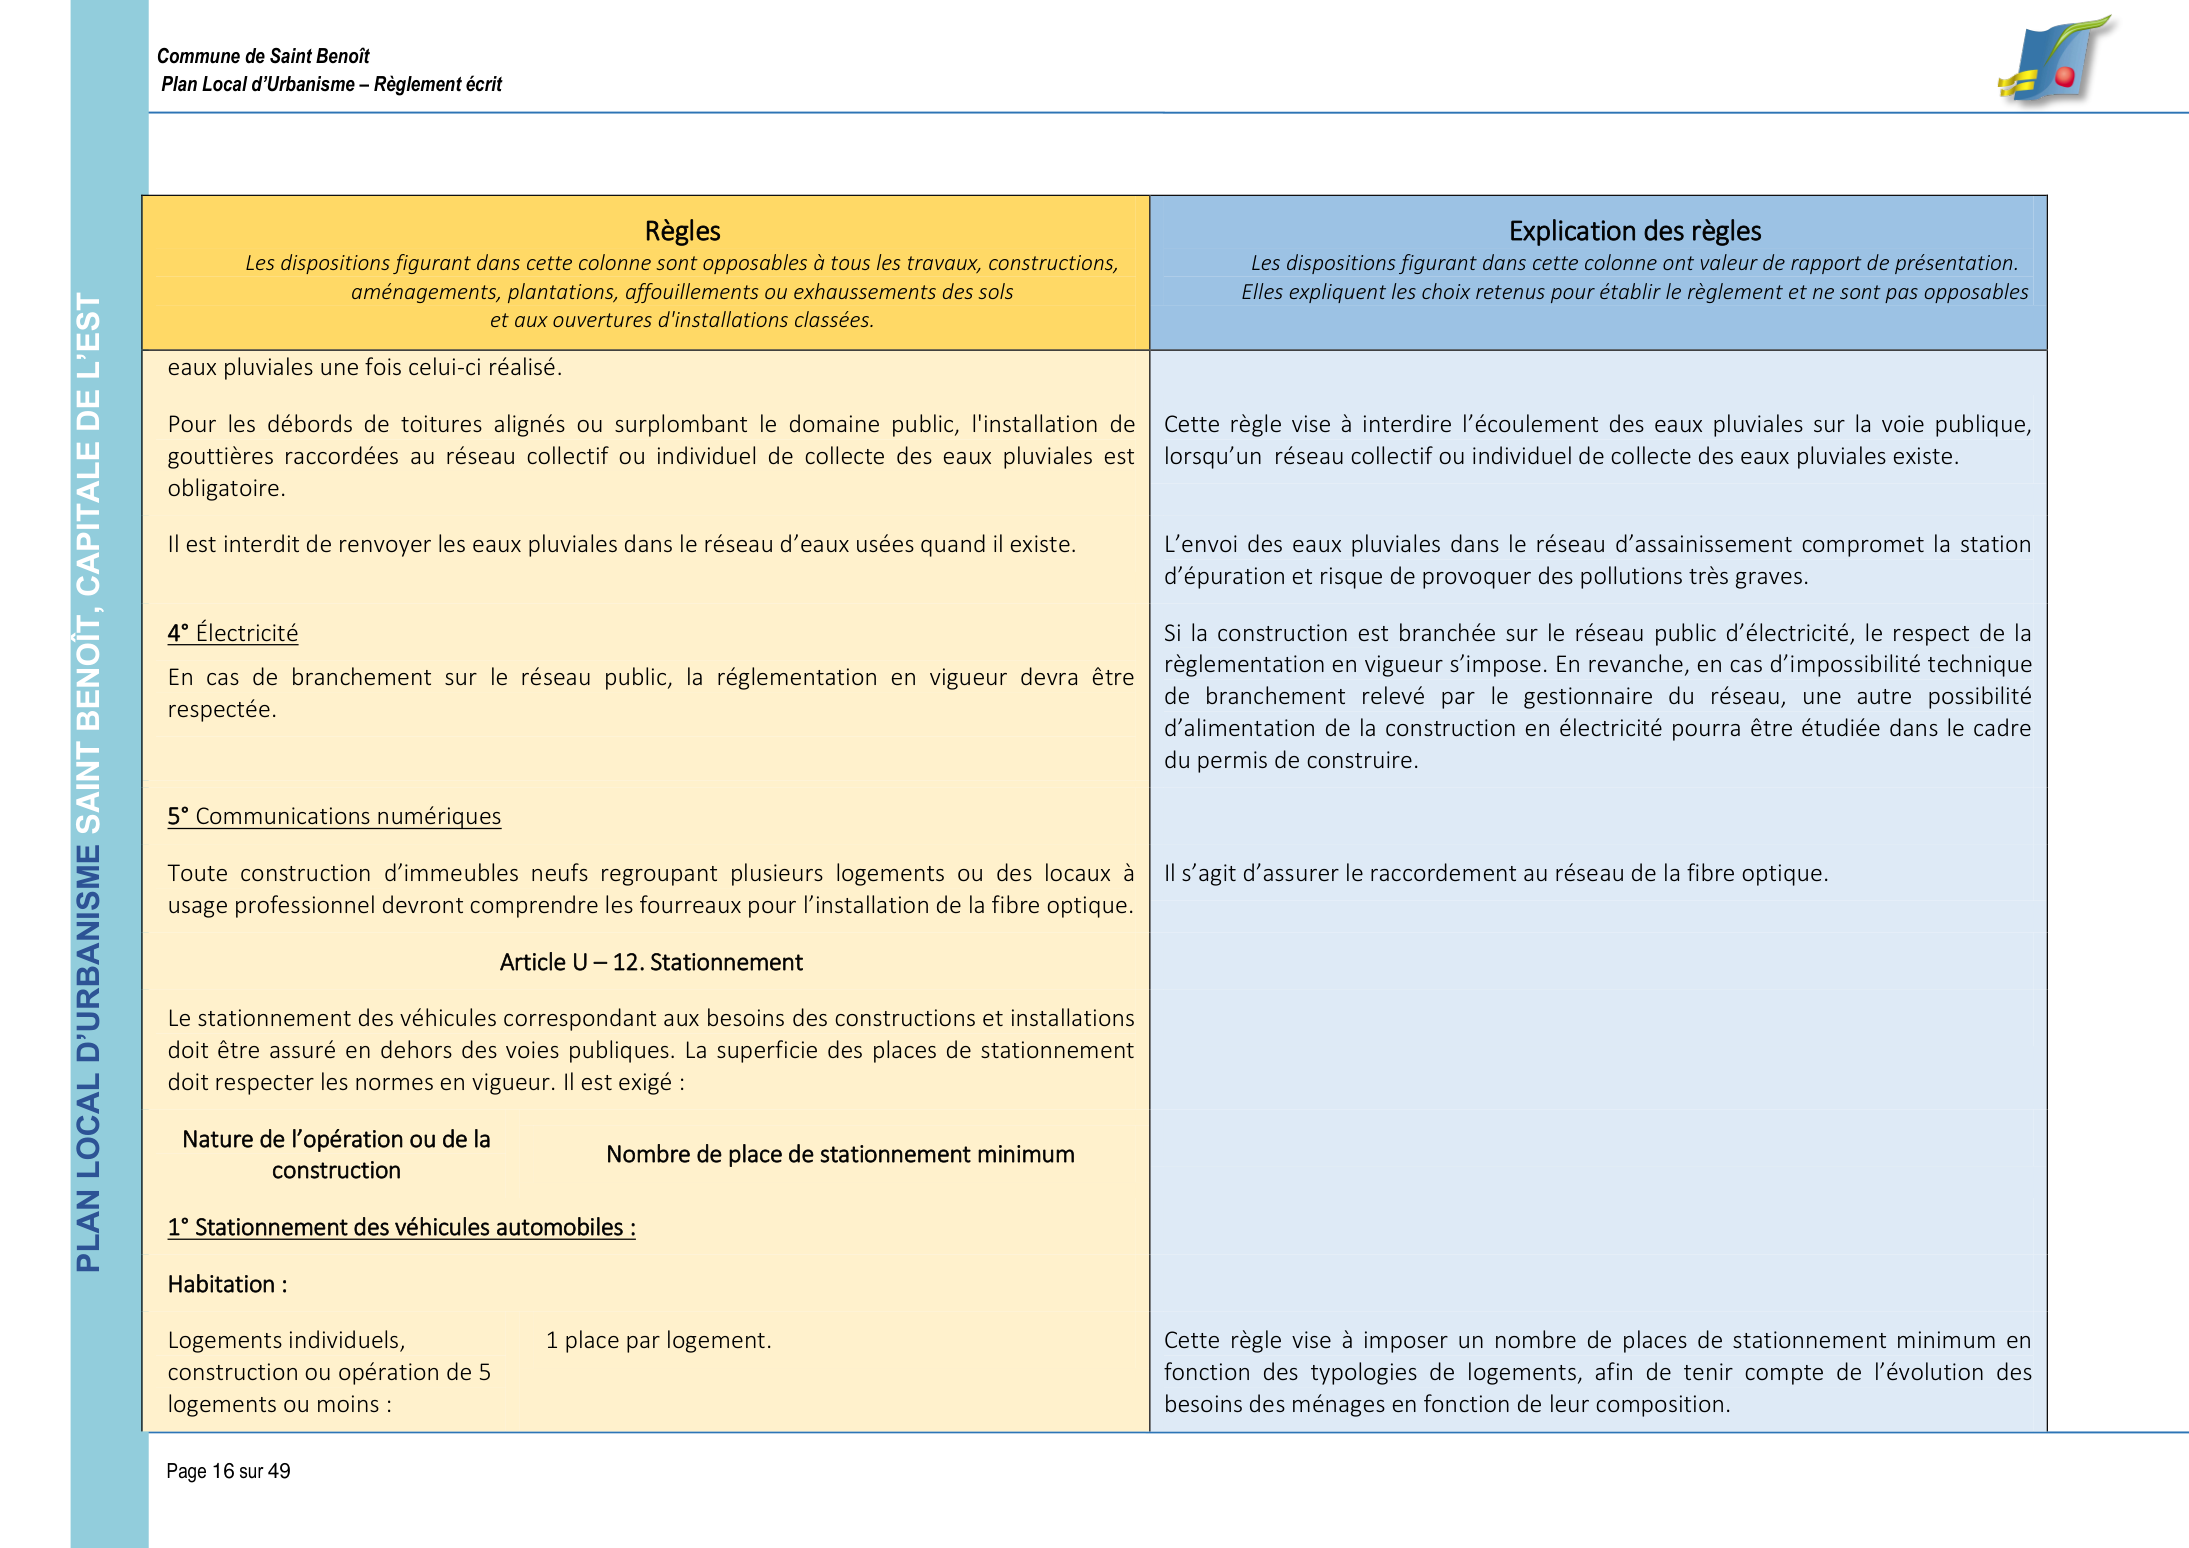 Commune de Saint Benoît
Plan Local d’Urbanisme – Règlement écrit
PLAN LOCAL D’URBANISME SAINT BENOÎT, CAPITALE DE L’EST
Règles
Les dispositions figurant dans cette colonne sont opposables à tous les travaux, constructions,
aménagements, plantations, affouillements ou exhaussements des sols
et aux ouvertures d'installations classées.
Explication des règles
Les dispositions figurant dans cette colonne ont valeur de rapport de présentation.
Elles expliquent les choix retenus pour établir le règlement et ne sont pas opposables
eaux pluviales une fois celui-ci réalisé.
Pour les débords de toitures alignés ou surplombant le domaine public, l'installation de
gouttières raccordées au réseau collectif ou individuel de collecte des eaux pluviales est
obligatoire.
Cette règle vise à interdire l’écoulement des eaux pluviales sur la voie publique,
lorsqu’un réseau collectif ou individuel de collecte des eaux pluviales existe.
Il est interdit de renvoyer les eaux pluviales dans le réseau d’eaux usées quand il existe.
L’envoi des eaux pluviales dans le réseau d’assainissement compromet la station
d’épuration et risque de provoquer des pollutions très graves.
4° Électricité
En cas de branchement sur le réseau public, la réglementation en vigueur devra être
respectée.
Si la construction est branchée sur le réseau public d’électricité, le respect de la
règlementation en vigueur s’impose. En revanche, en cas d’impossibilité technique
de branchement relevé par le gestionnaire du réseau, une autre possibilité
d’alimentation de la construction en électricité pourra être étudiée dans le cadre
du permis de construire.
5° Communications numériques
Toute construction d’immeubles neufs regroupant plusieurs logements ou des locaux à
usage professionnel devront comprendre les fourreaux pour l’installation de la fibre optique.
Il s’agit d’assurer le raccordement au réseau de la fibre optique.
Article U – 12. Stationnement
Le stationnement des véhicules correspondant aux besoins des constructions et installations
doit être assuré en dehors des voies publiques. La superficie des places de stationnement
doit respecter les normes en vigueur. Il est exigé :
Nature de l’opération ou de la
construction
Nombre de place de stationnement minimum
1° Stationnement des véhicules automobiles :
Habitation :
Logements individuels,
construction ou opération de 5
logements ou moins :
1 place par logement.
Cette règle vise à imposer un nombre de places de stationnement minimum en
fonction des typologies de logements, afin de tenir compte de l’évolution des
besoins des ménages en fonction de leur composition.
Page 16 sur 49